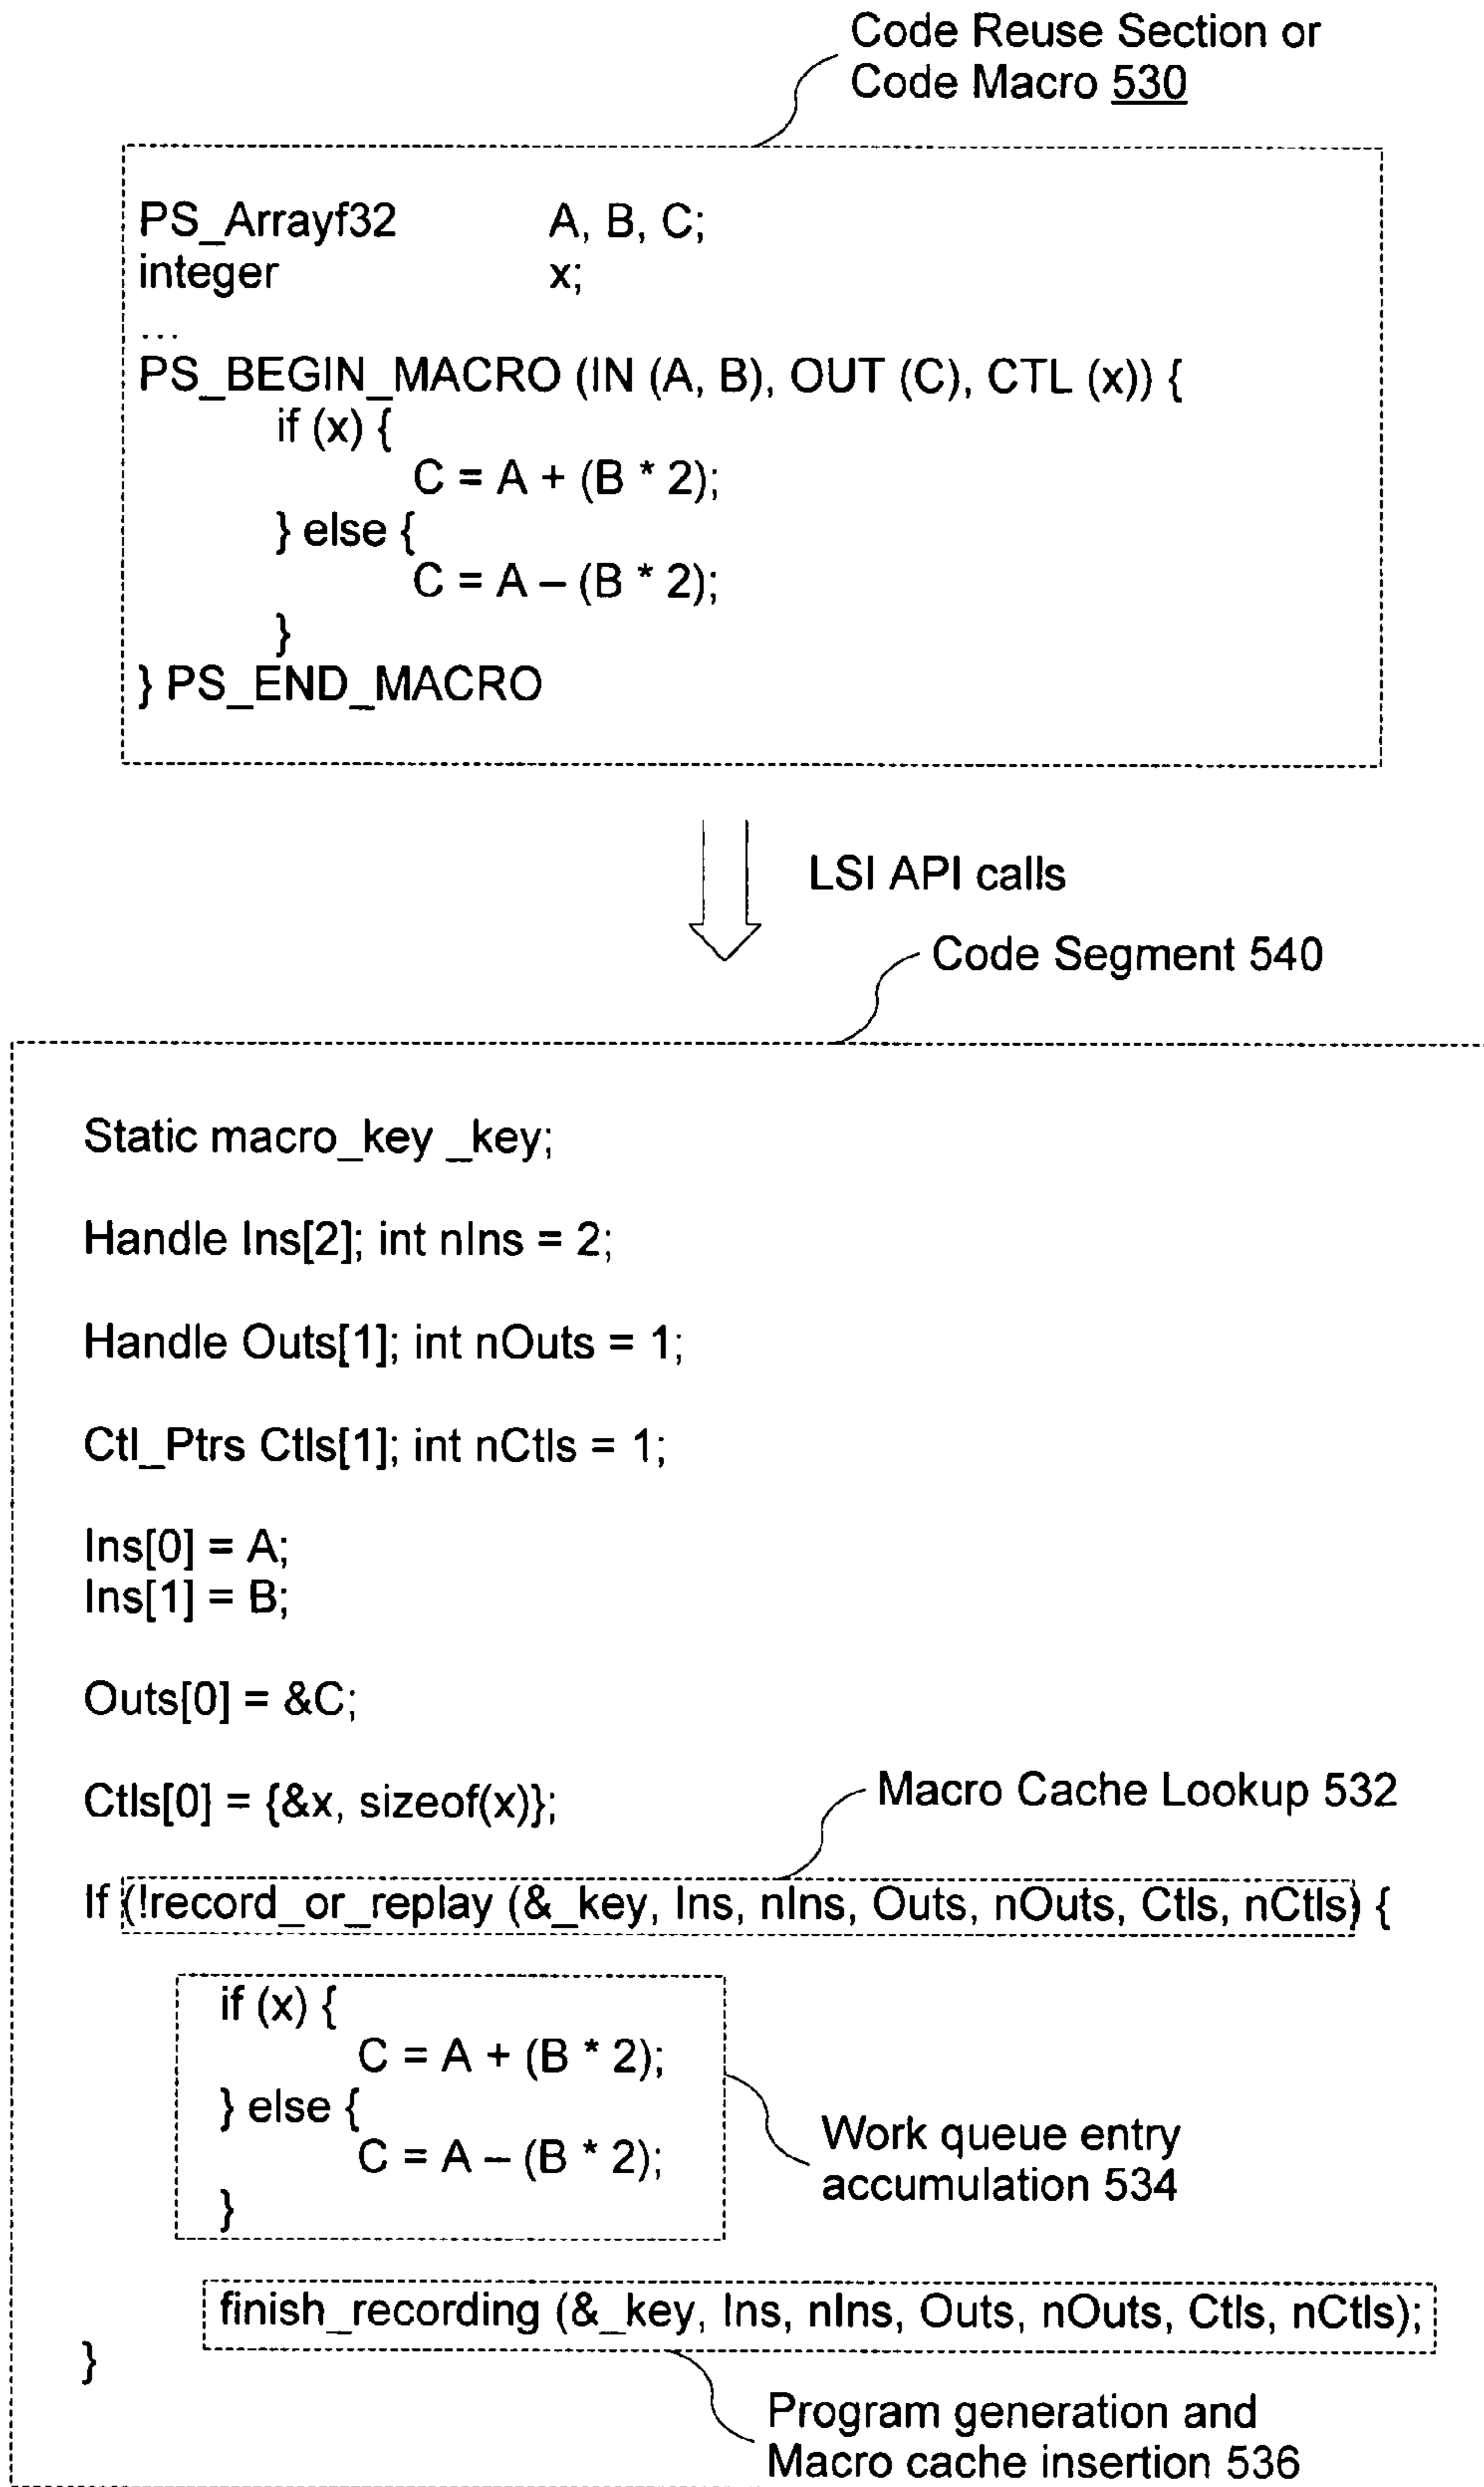 Code Reuse Section or
Code Macro 530
PS_Arrayf32 A, B, C;
integer x;
...
PS_BEGIN_MACRO (IN (A, B), OUT (C), CTL (x)) {
if (x) {
C = A + (B * 2);
} else {
C = A – (B * 2);
}
} PS_END_MACRO
LSI API calls
Code Segment 540
Static macro_key _key;
Handle Ins[2]; int nIns = 2;
Handle Outs[1]; int nOuts = 1;
Ctl_Ptrs Ctls[1]; int nCtls = 1;
Ins[0] = A;
Ins[1] = B;
Outs[0] = &C;
Ctls[0] = {&x, sizeof(x)};
Macro Cache Lookup 532
If (!record_or_replay (&_key, Ins, nIns, Outs, nOuts, Ctls, nCtls) {
if (x) {
C = A + (B * 2);
} else {
C = A – (B * 2);
}
Work queue entry
accumulation 534
finish_recording (&_key, Ins, nIns, Outs, nOuts, Ctls, nCtls);
}
Program generation and
Macro cache insertion 536